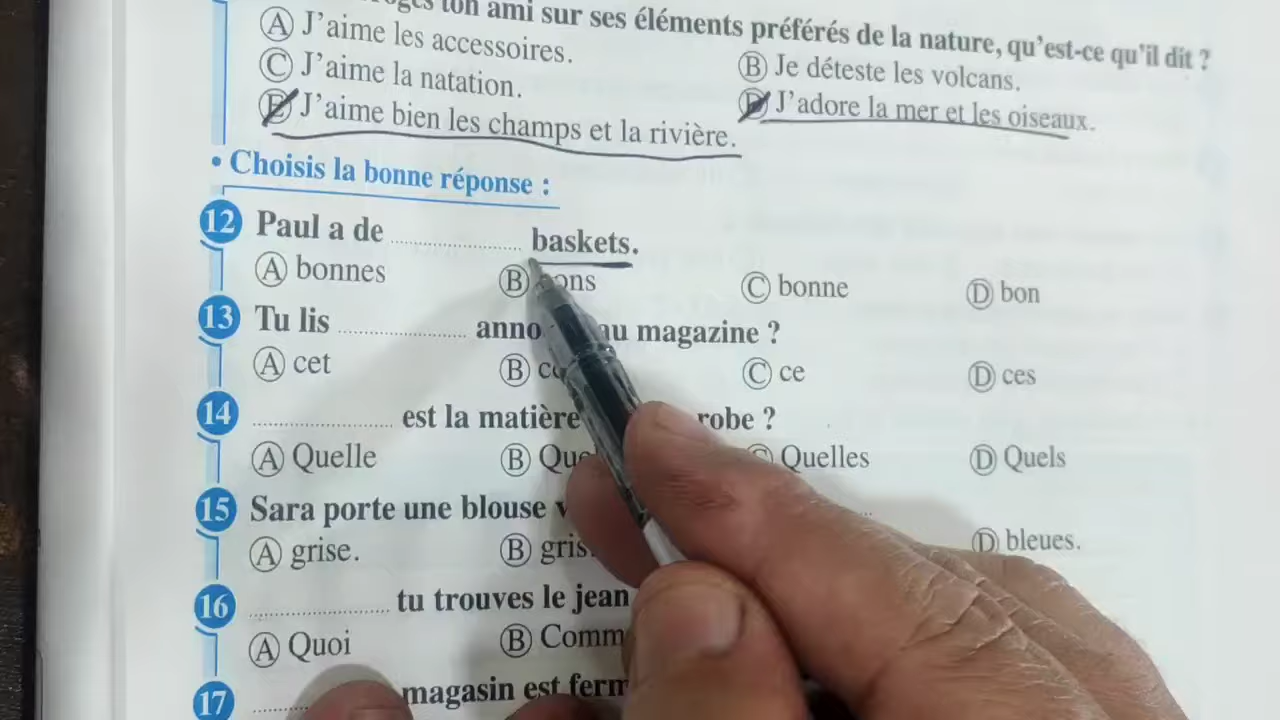 ton ami sur ses éléments préférés de la nature, qu'est-ce qu'il dit ?
Ⓐ J'aime les accessoires.
Ⓑ Je déteste les volcans.
Ⓒ J'aime la natation.
Ⓓ J'adore la mer et les oiseaux.
Ⓔ J'aime bien les champs et la rivière.
• Choisis la bonne réponse :
12 Paul a de .................. baskets.
Ⓐ bonnes Ⓑ bons Ⓒ bonne Ⓓ bon
13 Tu lis .................. au magazine ?
Ⓐ cet Ⓑ Ⓒ ce Ⓓ ces
14 .................. est la matière robe ?
Ⓐ Quelle Ⓑ Ⓒ Quelles Ⓓ Quels
15 Sara porte une blouse
Ⓐ grise. Ⓑ Ⓓ bleues.
16 .................. tu trouves le jean
Ⓐ Quoi Ⓑ
17 magasin est